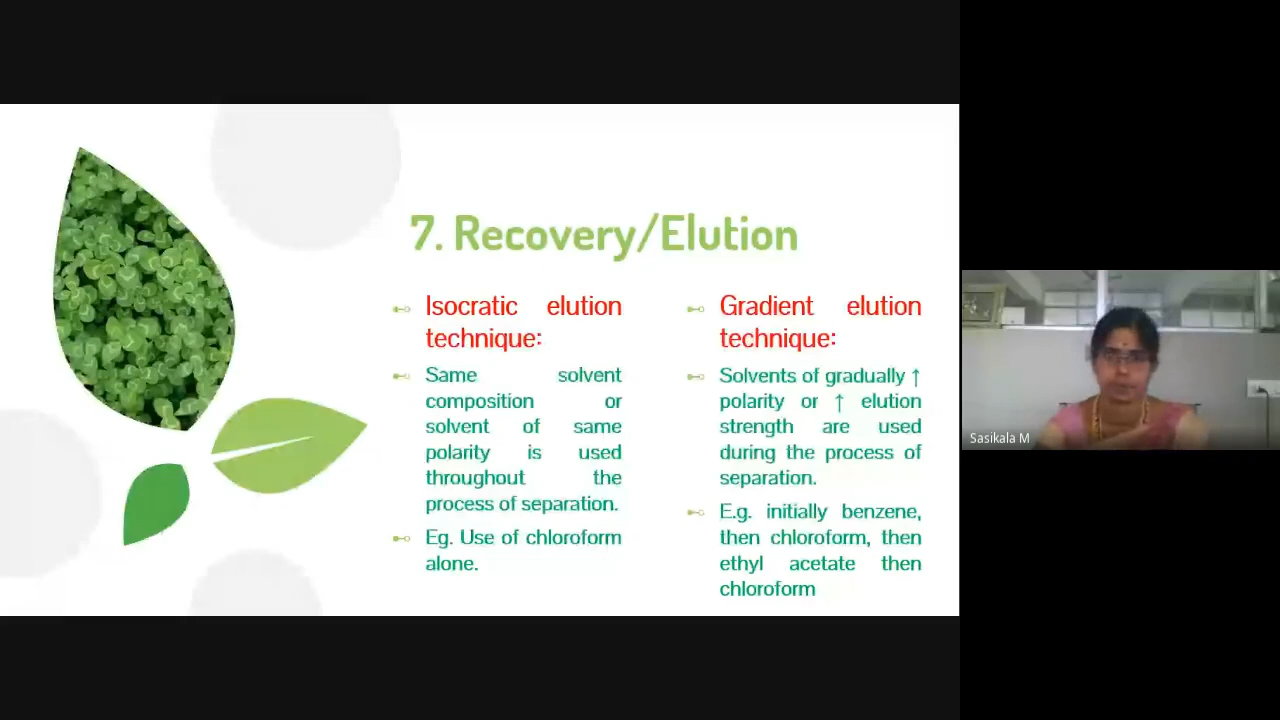 7. Recovery/Elution
Isocratic elution
technique:
Same solvent
composition or
solvent of same
polarity is used
throughout the
process of separation.
Eg. Use of chloroform
alone.
Gradient elution
technique:
Solvents of gradually ↑
polarity or ↑ elution
strength are used
during the process of
separation.
E.g. initially benzene,
then chloroform, then
ethyl acetate then
chloroform
Sasikala M